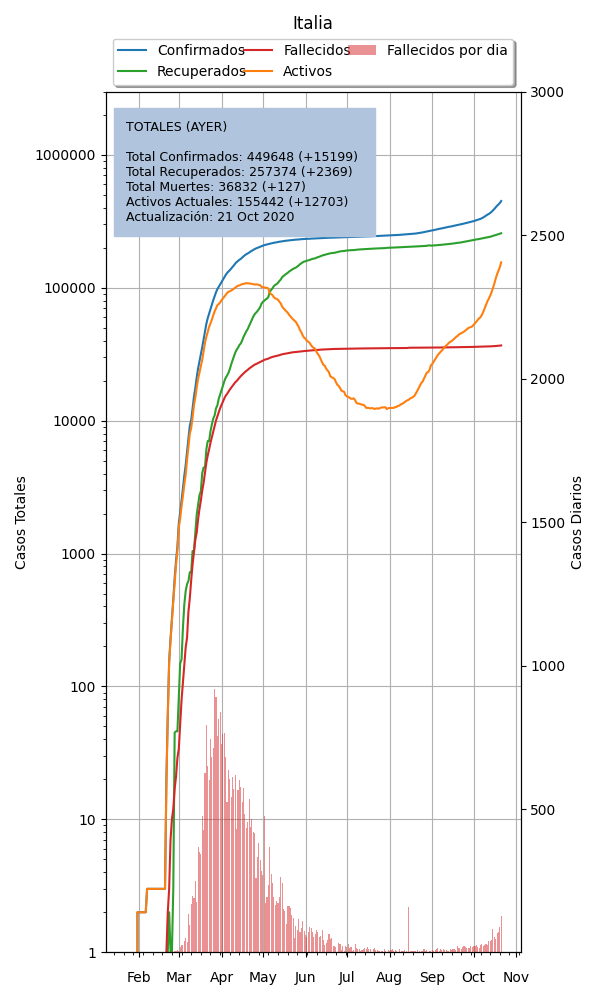 Italia
Confirmados Fallecidos Fallecidos por dia
Recuperados Activos
TOTALES (AYER)
Total Confirmados: 449648 (+15199)
Total Recuperados: 257374 (+2369)
Total Muertes: 36832 (+127)
Activos Actuales: 155442 (+12703)
Actualización: 21 Oct 2020
Casos Totales
1000000
100000
10000
1000
100
10
1
3000
2500
2000
1500
1000
500
Casos Diarios
Feb Mar Apr May Jun Jul Aug Sep Oct Nov